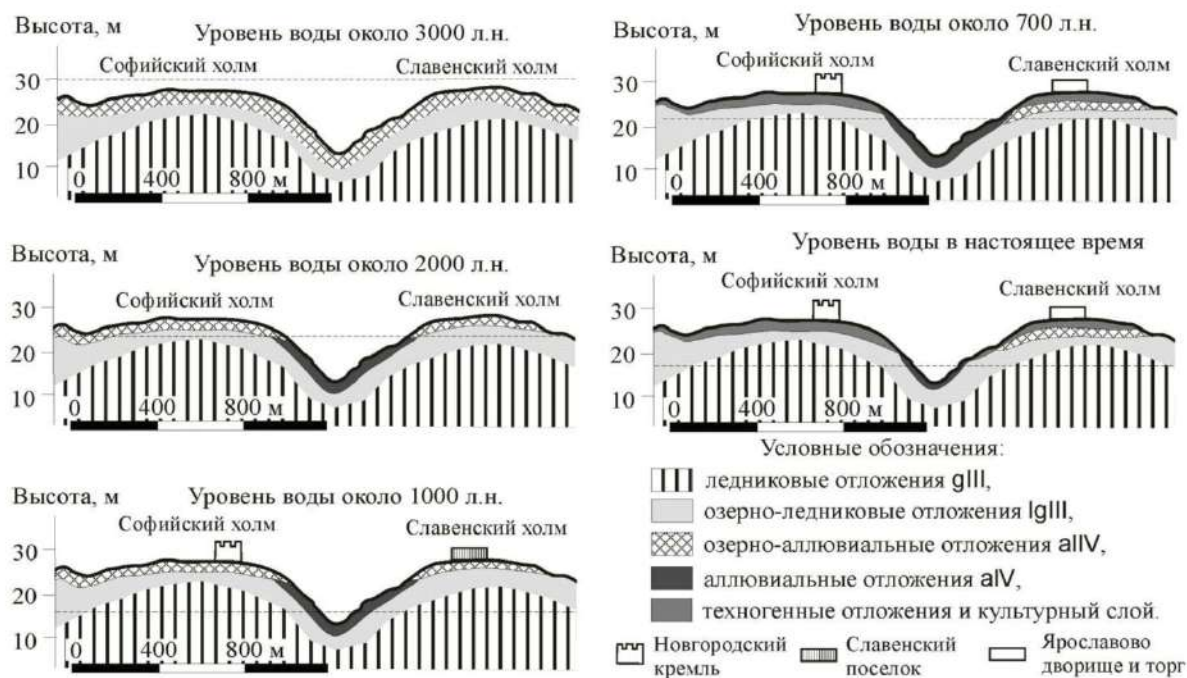 Высота, м
Уровень воды около 3000 л.н.
Софийский холм
Славенский холм
30
20
10
0
400
800 м
Высота, м
Уровень воды около 2000 л.н.
Софийский холм
Славенский холм
30
20
10
0
400
800 м
Высота, м
Уровень воды около 1000 л.н.
Софийский холм
Славенский холм
30
20
10
0
400
800 м
Высота, м
Уровень воды около 700 л.н.
Софийский холм
Славенский холм
30
20
10
0
400
800 м
Высота, м
Уровень воды в настоящее время
Софийский холм
Славенский холм
30
20
10
0
400
800 м
Условные обозначения:
ледниковые отложения gIII,
озерно-ледниковые отложения lgIII,
озерно-аллювиальные отложения alIV,
аллювиальные отложения aIV,
техногенные отложения и культурный слой.
Новгородский
кремль
Славенский
поселок
Ярославово
дворище и торг